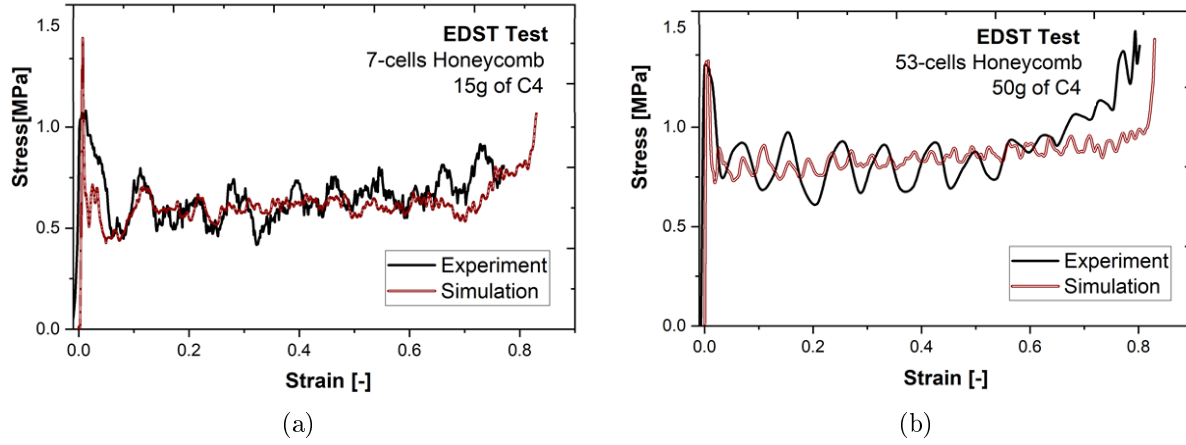 1.5
1.0
0.5
0.0
Stress[MPa]
EDST Test
7-cells Honeycomb
15g of C4
Experiment
Simulation
0.0 0.2 0.4 0.6 0.8
Strain [-]
(a)
1.5
1.0
0.5
0.0
Stress [MPa]
EDST Test
53-cells Honeycomb
50g of C4
Experiment
Simulation
0.0 0.2 0.4 0.6 0.8
Strain [-]
(b)